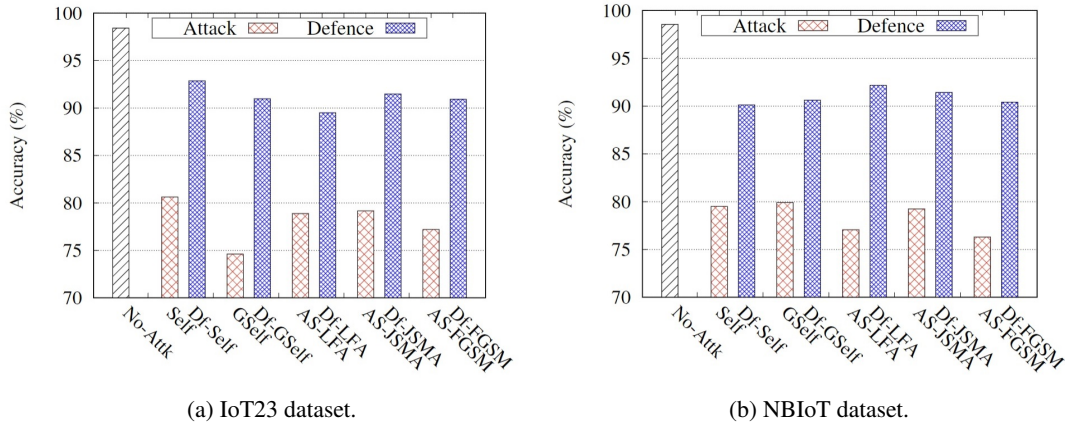 100
95
90
85
80
75
70
Accuracy (%)
Attack Defence
No-Attk
Self
Df-Self
GSelf
Df-GSelf
AS-LFA
Df-LFA
AS-JSMA
Df-JSMA
AS-FGSM
Df-FGSM
(a) IoT23 dataset.
100
95
90
85
80
75
70
Accuracy (%)
Attack Defence
No-Attk
Self
Df-Self
GSelf
Df-GSelf
AS-LFA
Df-LFA
AS-JSMA
Df-JSMA
AS-FGSM
Df-FGSM
(b) NBIoT dataset.